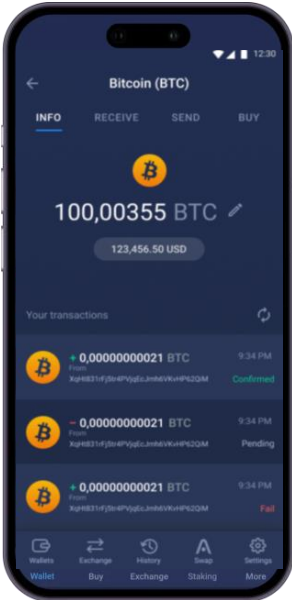 12:30
Bitcoin (BTC)
INFO RECEIVE SEND BUY
100,00355 BTC
123,456.50 USD
Your transactions
+ 0,00000000021 BTC 9:34 PM
From
Confirmed
− 0,00000000021 BTC 9:34 PM
From
Pending
+ 0,00000000021 BTC 9:34 PM
From
Fail
Wallets Exchange History Swap Settings
Wallet Buy Exchange Staking More